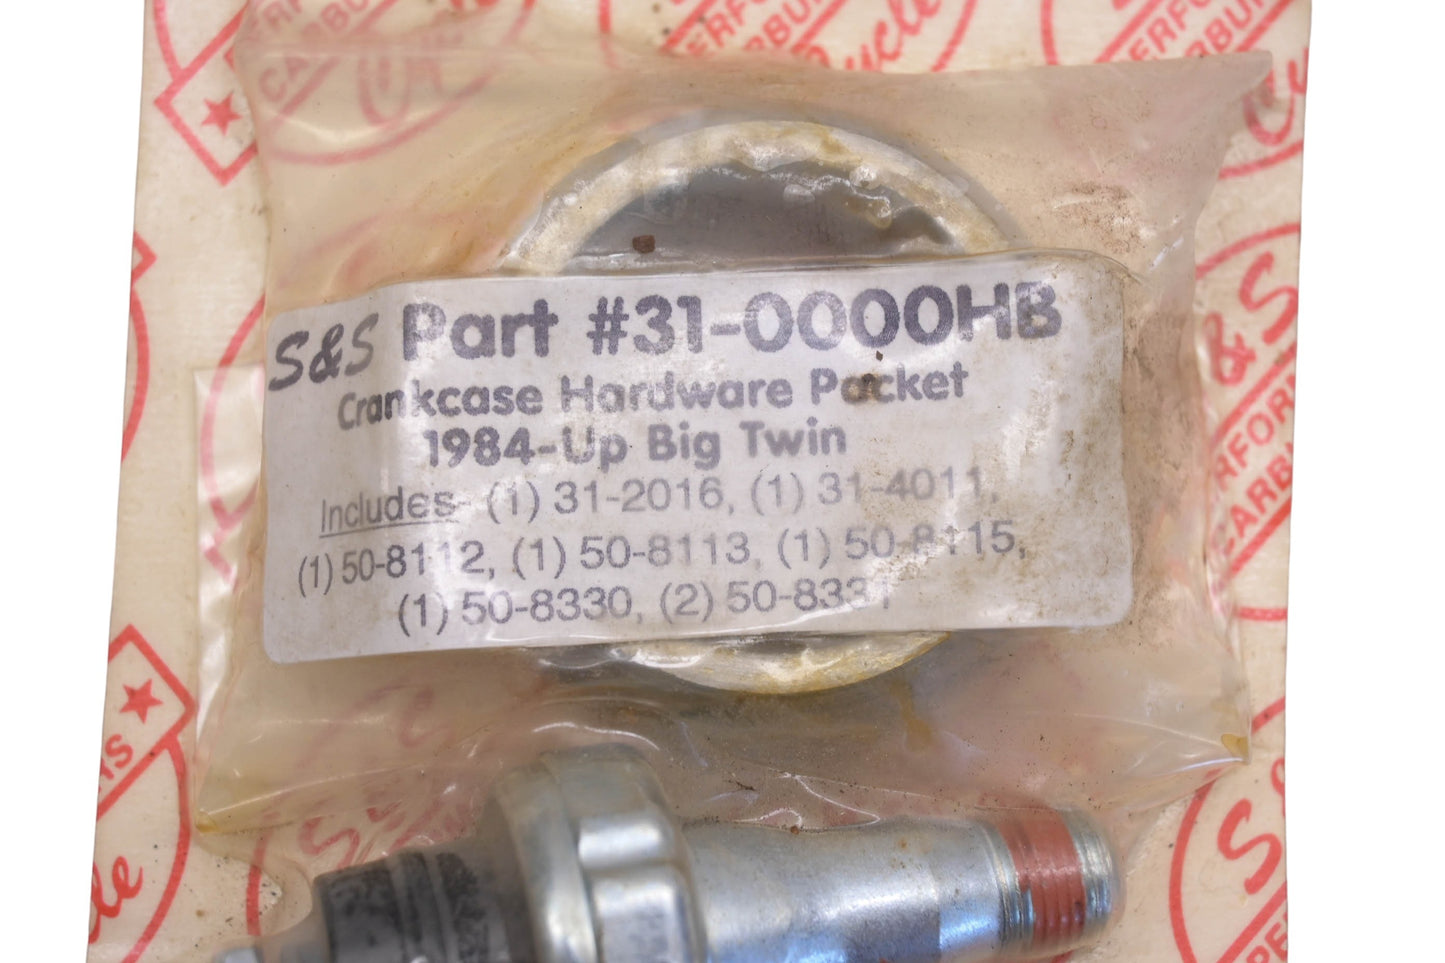 S&S Part #31-0000HB
Crankcase Hardware Packet
1984-Up Big Twin
Includes- (1) 31-2016, (1) 31-4011,
(1) 50-8112, (1) 50-8113, (1) 50-8115,
(1) 50-8330, (2) 50-8331
&S
Cycle